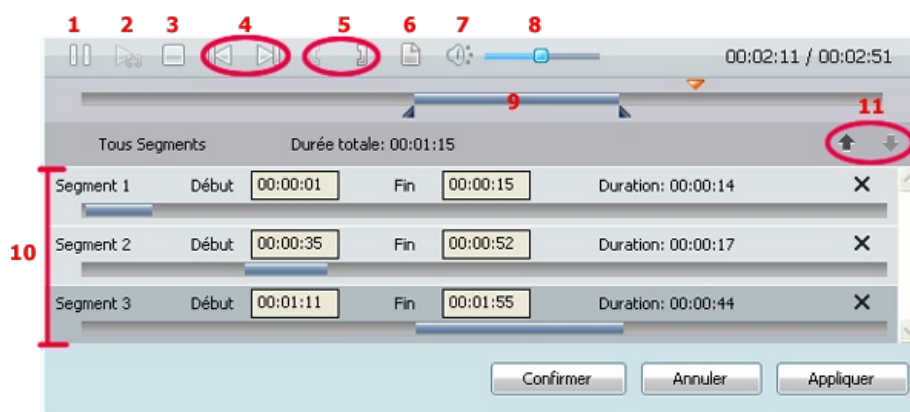 1 2 3 4 5 6 7 8
00:02:11 / 00:02:51
9
11
Tous Segments Durée totale: 00:01:15
Segment 1 Début 00:00:01 Fin 00:00:15 Duration: 00:00:14
10
Segment 2 Début 00:00:35 Fin 00:00:52 Duration: 00:00:17
Segment 3 Début 00:01:11 Fin 00:01:55 Duration: 00:00:44
Confirmer Annuler Appliquer